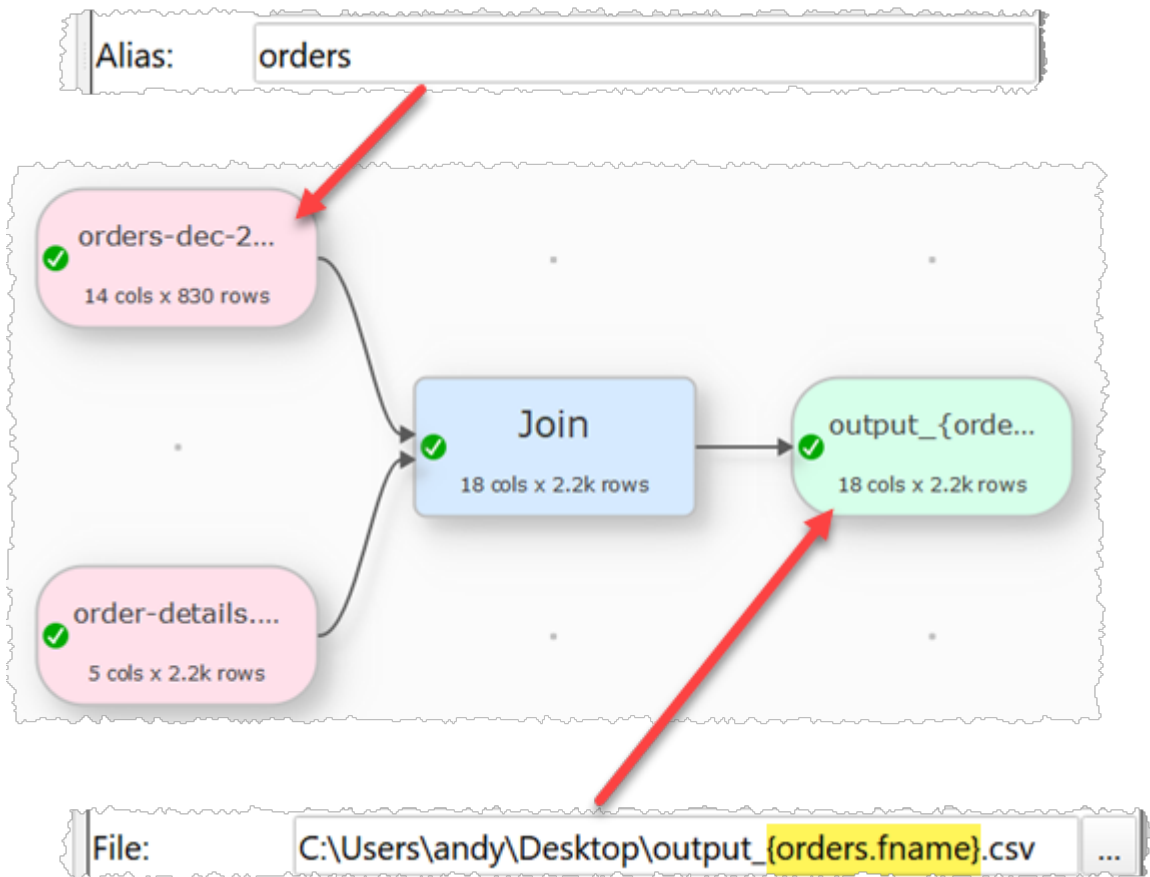 Alias: orders
orders-dec-2...
14 cols x 830 rows
Join
18 cols x 2.2k rows
output_{orde...
18 cols x 2.2k rows
order-details....
5 cols x 2.2k rows
File: C:\Users\andy\Desktop\output_{orders.fname}.csv ...